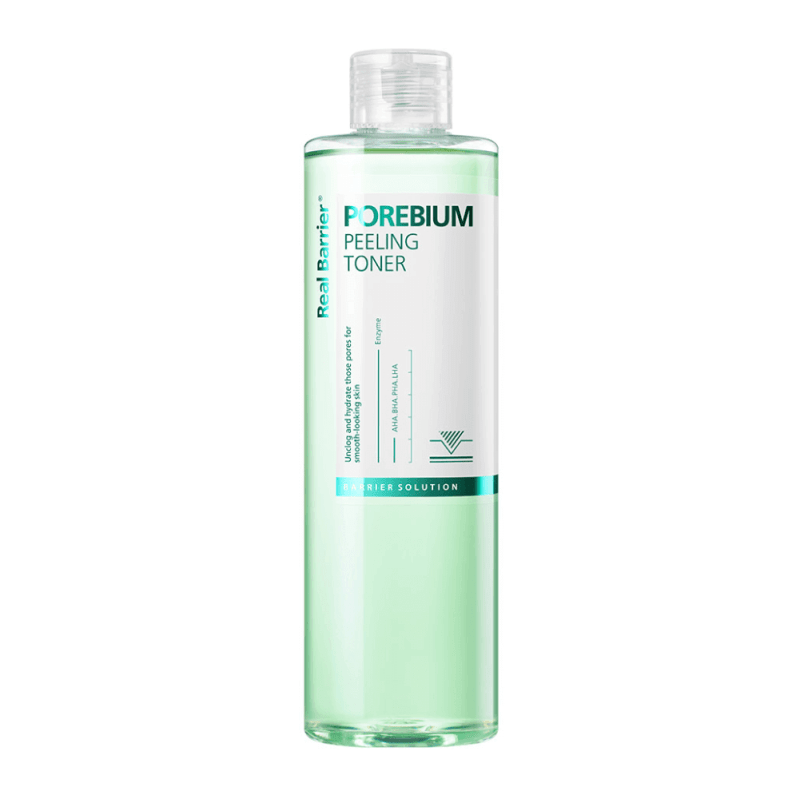 Real Barrier®
POREBIUM
PEELING
TONER
Unclog and hydrate those pores for
smooth-looking skin
Enzyme
AHA.BHA.PHA.LHA
BARRIER SOLUTION